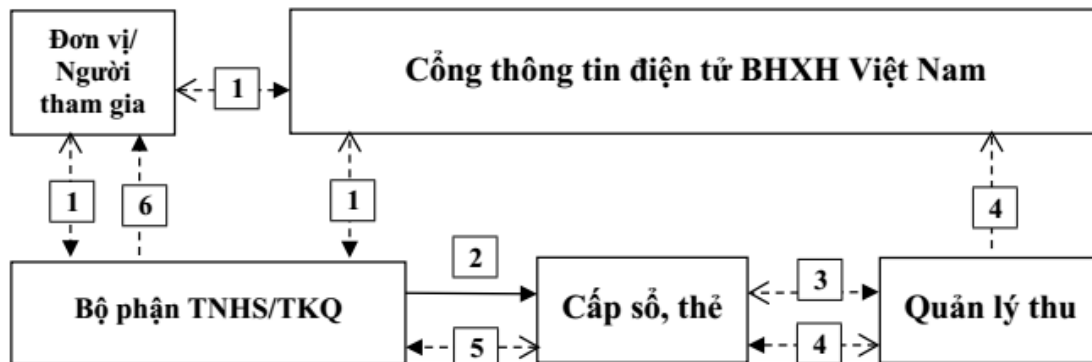 Đơn vị/
Người
tham gia
1
Cổng thông tin điện tử BHXH Việt Nam
1
6
1
4
Bộ phận TNHS/TKQ
2
5
Cấp sổ, thẻ
3
4
Quản lý thu